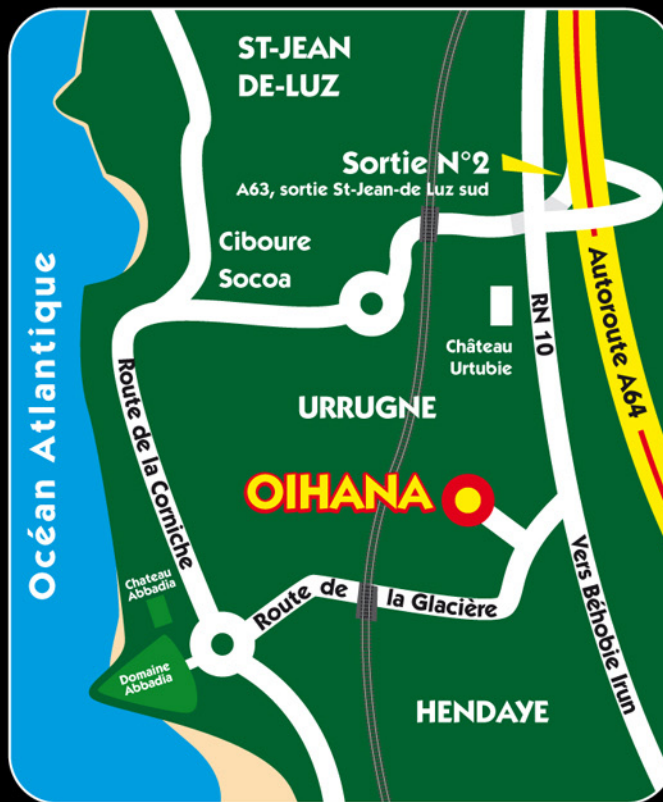 ST-JEAN
DE-LUZ
Sortie N°2
A63, sortie St-Jean-de Luz sud
Ciboure
Socoa
Océan Atlantique
Autoroute A64
RN 10
Château
Urtubie
Route de la Corniche
URRUGNE
OIHANA
Vers Béhobie Irun
Chateau
Abbadia
Route de la Glacière
Domaine
Abbadia
HENDAYE